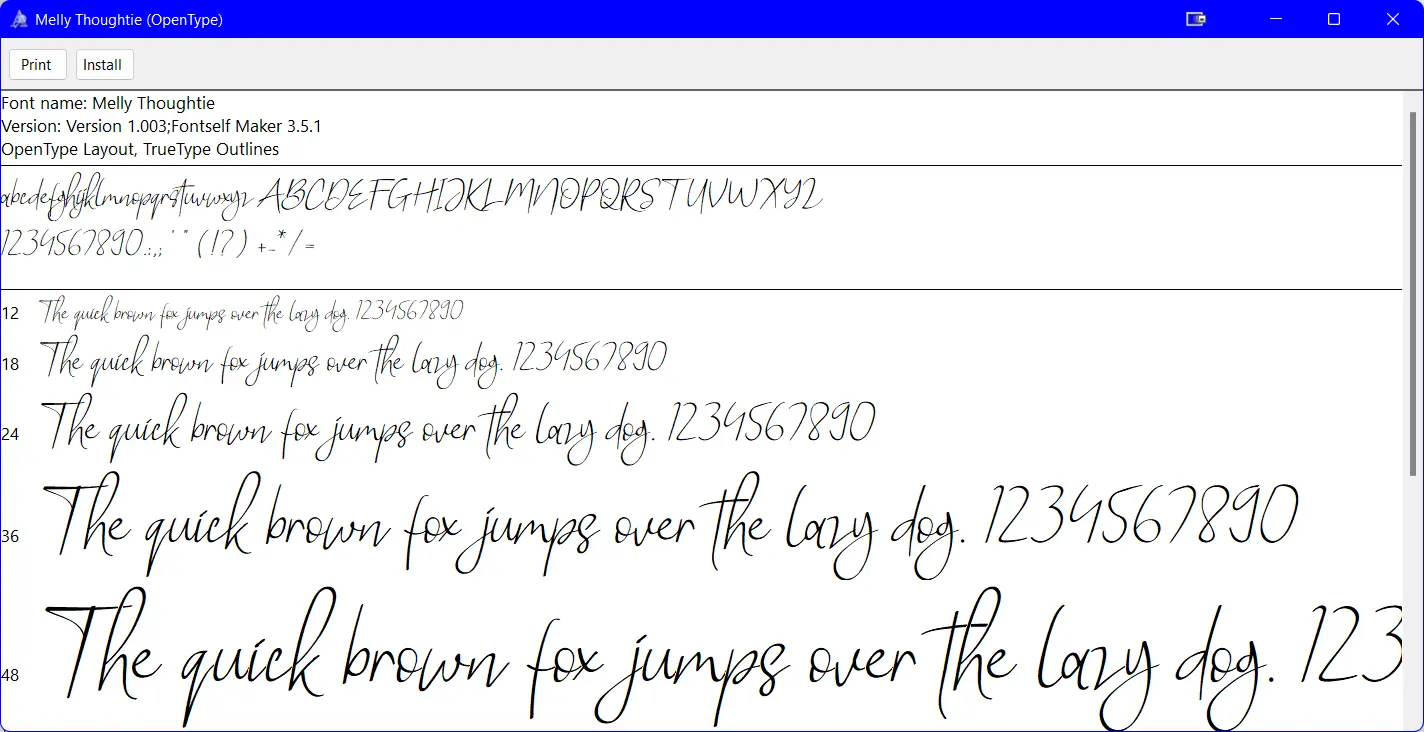 Melly Thoughtie (OpenType)
Print Install
Font name: Melly Thoughtie
Version: Version 1.003;Fontself Maker 3.5.1
OpenType Layout, TrueType Outlines
abcdefghijklmnopqrstuvwxyz ABCDEFGHIJKLMNOPQRSTUVWXYZ
1234567890.:,; ' " (!?) +-*/=
12 The quick brown fox jumps over the lazy dog. 1234567890
18 The quick brown fox jumps over the lazy dog. 1234567890
24 The quick brown fox jumps over the lazy dog. 1234567890
36 The quick brown fox jumps over the lazy dog. 1234567890
48 The quick brown fox jumps over the lazy dog. 123